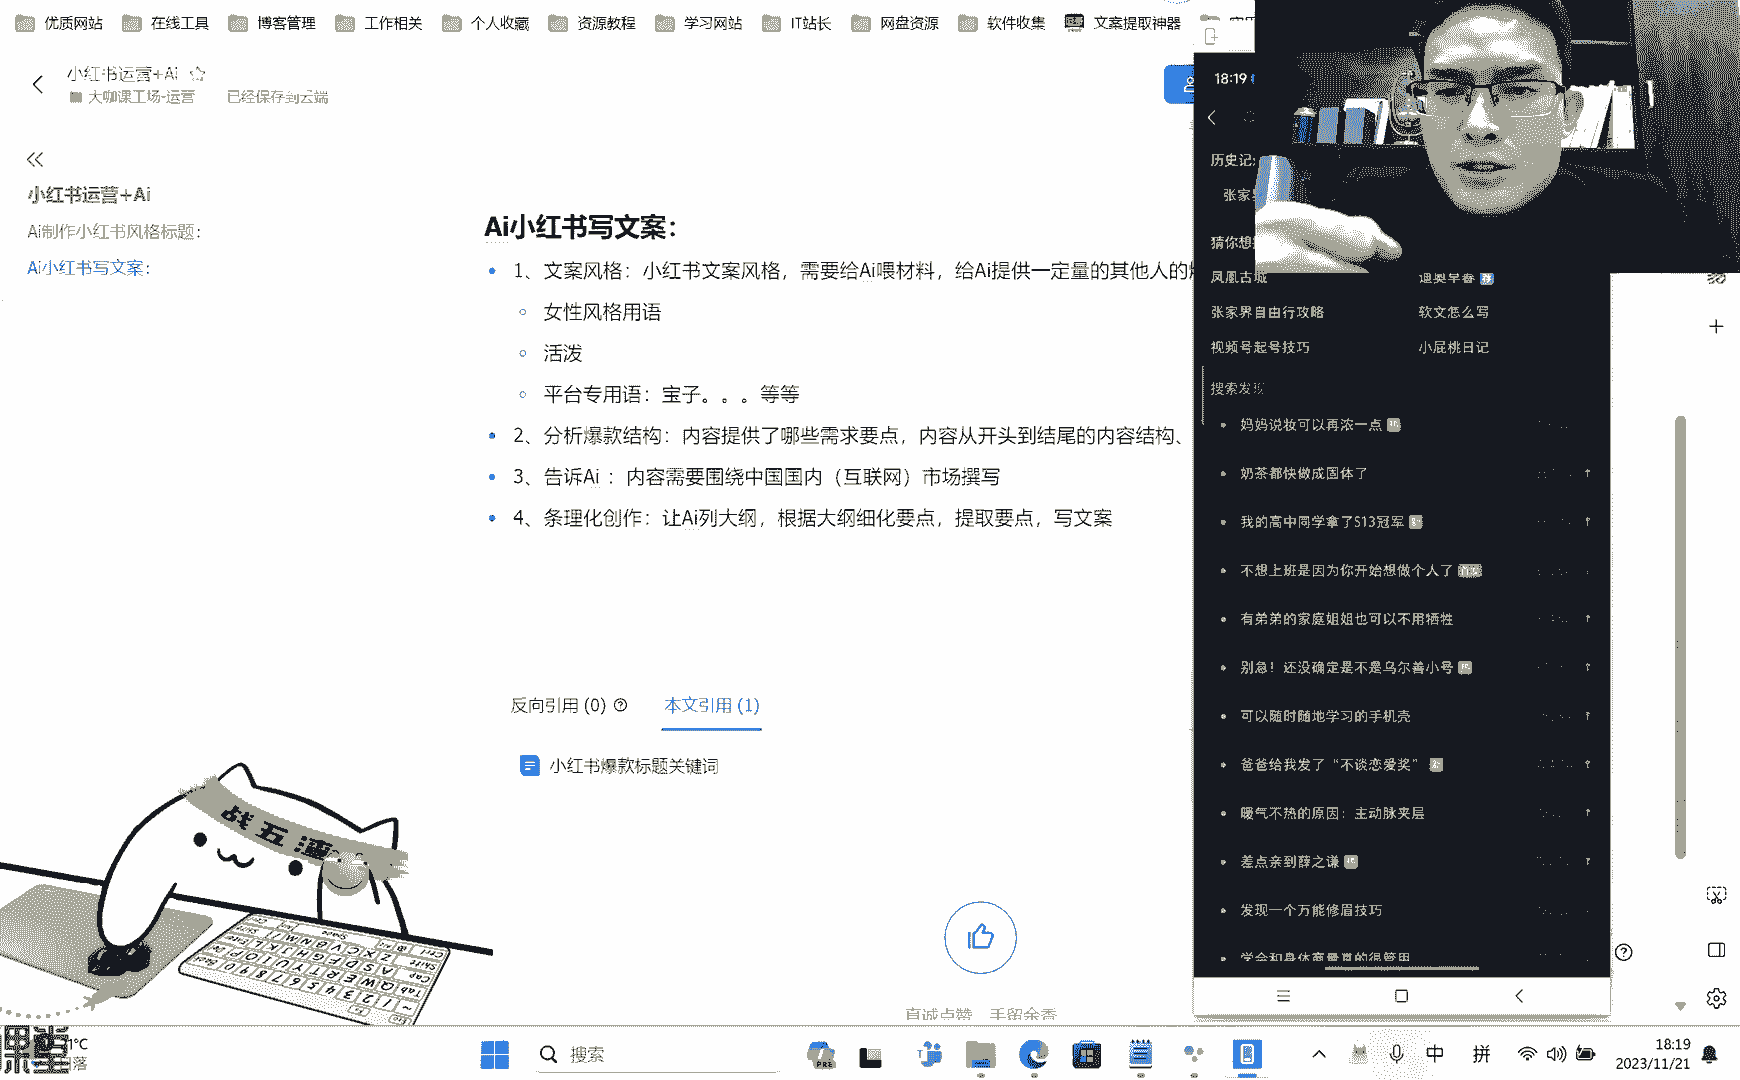 优质网站 在线工具 博客管理 工作相关 个人收藏 资源教程 学习网站 IT站长 网盘资源 软件收集 文案提取神器
小红书运营+Ai
大咖课工场-运营 已经保存到云端
小红书运营+Ai
Ai制作小红书风格标题：
Ai小红书写文案：
Ai小红书写文案：
1、文案风格：小红书文案风格，需要给Ai喂材料，给Ai提供一定量的其他人的
女性风格用语
活泼
平台专用语：宝子。。。等等
2、分析爆款结构：内容提供了哪些需求要点，内容从开头到结尾的内容结构、
3、告诉Ai ：内容需要围绕中国国内（互联网）市场撰写
4、条理化创作：让Ai列大纲，根据大纲细化要点，提取要点，写文案
反向引用 (0)
本文引用 (1)
小红书爆款标题关键词
真诚点赞，手留余香
战五渣
18:19
历史记
张家
猜你想
凤凰古城 迪奥早春
张家界自由行攻略 软文怎么写
视频号起号技巧 小屁桃日记
搜索发现
妈妈说妆可以再浓一点
奶茶都快做成固体了
我的高中同学拿了S13冠军
不想上班是因为你开始想做个人了
有弟弟的家庭姐姐也可以不用牺牲
别急！还没确定是不是乌尔善小号
可以随时随地学习的手机壳
爸爸给我发了“不谈恋爱奖”
暖气不热的原因：主动脉夹层
差点亲到薛之谦
发现一个万能修眉技巧
学会和身体商量真的很管用
课堂
1°C
落
搜索
PRE
中 拼
18:19
2023/11/21